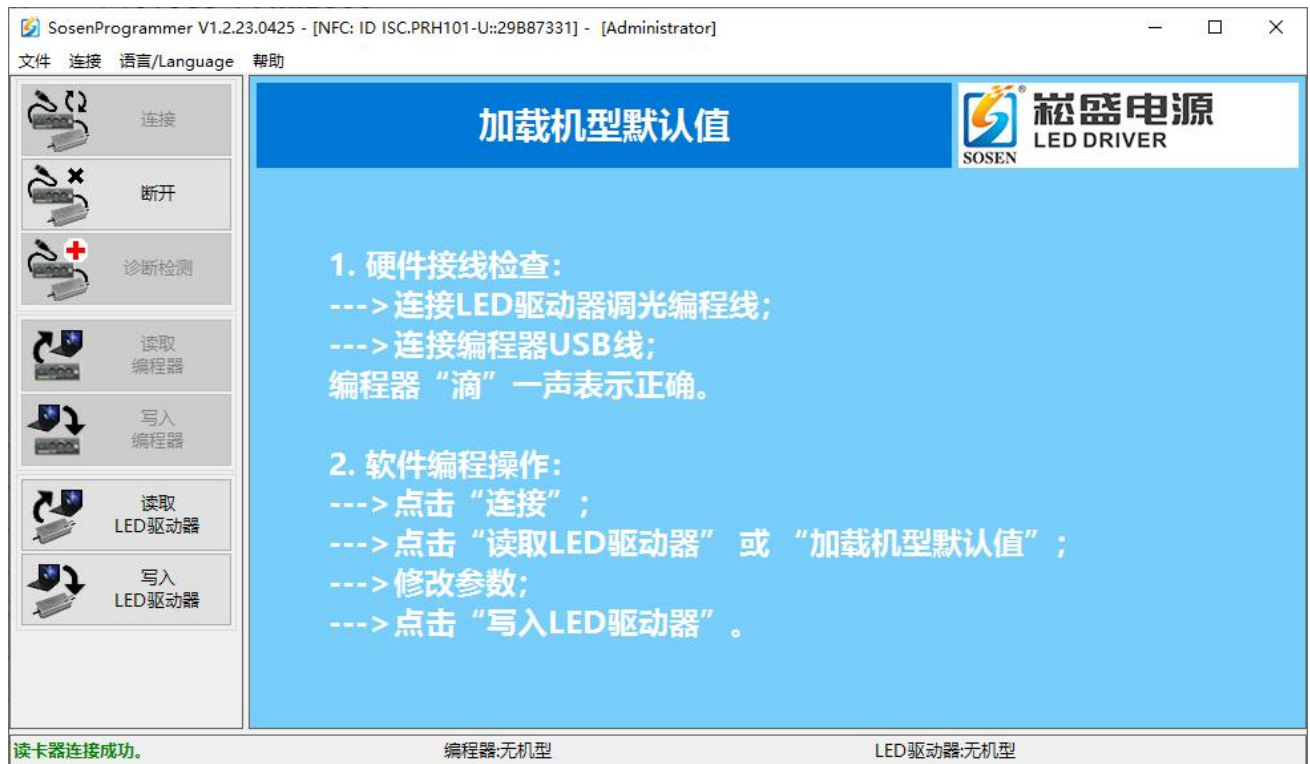 SosenProgrammer V1.2.23.0425 - [NFC: ID ISC.PRH101-U::29B87331] - [Administrator]
文件 连接 语言/Language 帮助
连接
断开
诊断检测
读取
编程器
写入
编程器
读取
LED驱动器
写入
LED驱动器
加载机型默认值
SOSEN
®
崧盛电源
LED DRIVER
1. 硬件接线检查：
--->连接LED驱动器调光编程线；
--->连接编程器USB线；
编程器“滴”一声表示正确。
2. 软件编程操作：
--->点击“连接”；
--->点击“读取LED驱动器” 或 “加载机型默认值”；
--->修改参数；
--->点击“写入LED驱动器”。
读卡器连接成功。 编程器:无机型 LED驱动器:无机型